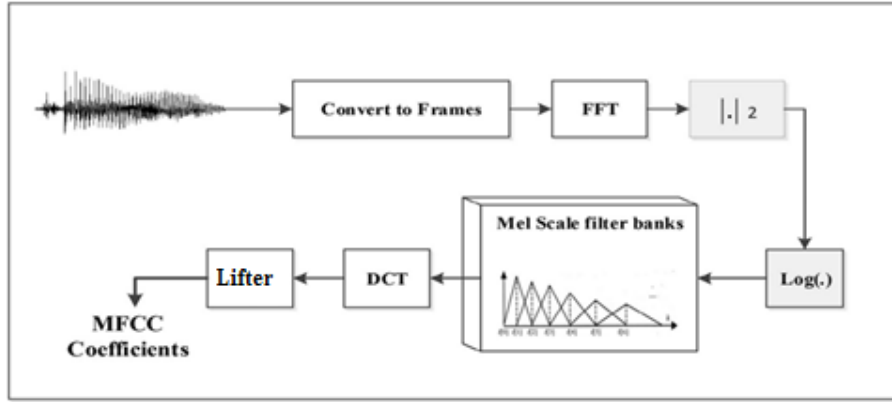 Convert to Frames
FFT
|.| 2
Mel Scale filter banks
Log(.)
DCT
Lifter
MFCC
Coefficients